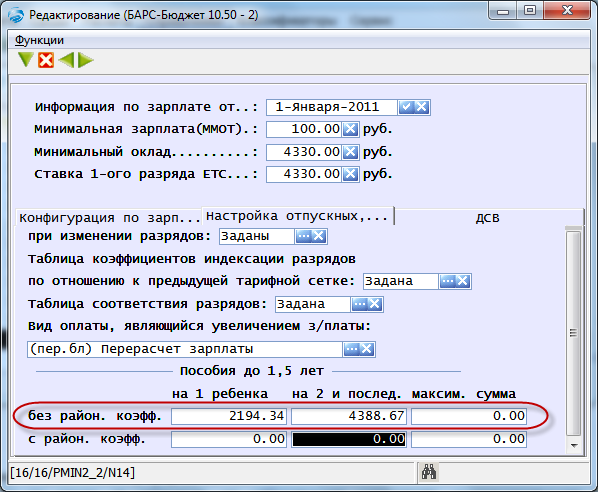 Редактирование (БАРС-Бюджет 10.50 - 2)
Функции
Информация по зарплате от..: 1-Января-2011
Минимальная зарплата(ММОТ).: 100.00 руб.
Минимальный оклад..........: 4330.00 руб.
Ставка 1-ого разряда ЕТС...: 4330.00 руб.
Конфигурация по зарп... Настройка отпускных,... ДСВ
при изменении разрядов: Заданы
Таблица коэффициентов индексации разрядов
по отношению к предыдущей тарифной сетке: Задана
Таблица соответствия разрядов: Задана
Вид оплаты, являющийся увеличением з/платы:
(пер.бл) Перерасчет зарплаты
Пособия до 1,5 лет
на 1 ребенка на 2 и послед. максим. сумма
без район. коэфф. 2194.34 4388.67 0.00
с район. коэфф. 0.00 0.00 0.00
[16/16/PMIN2_2/N14]